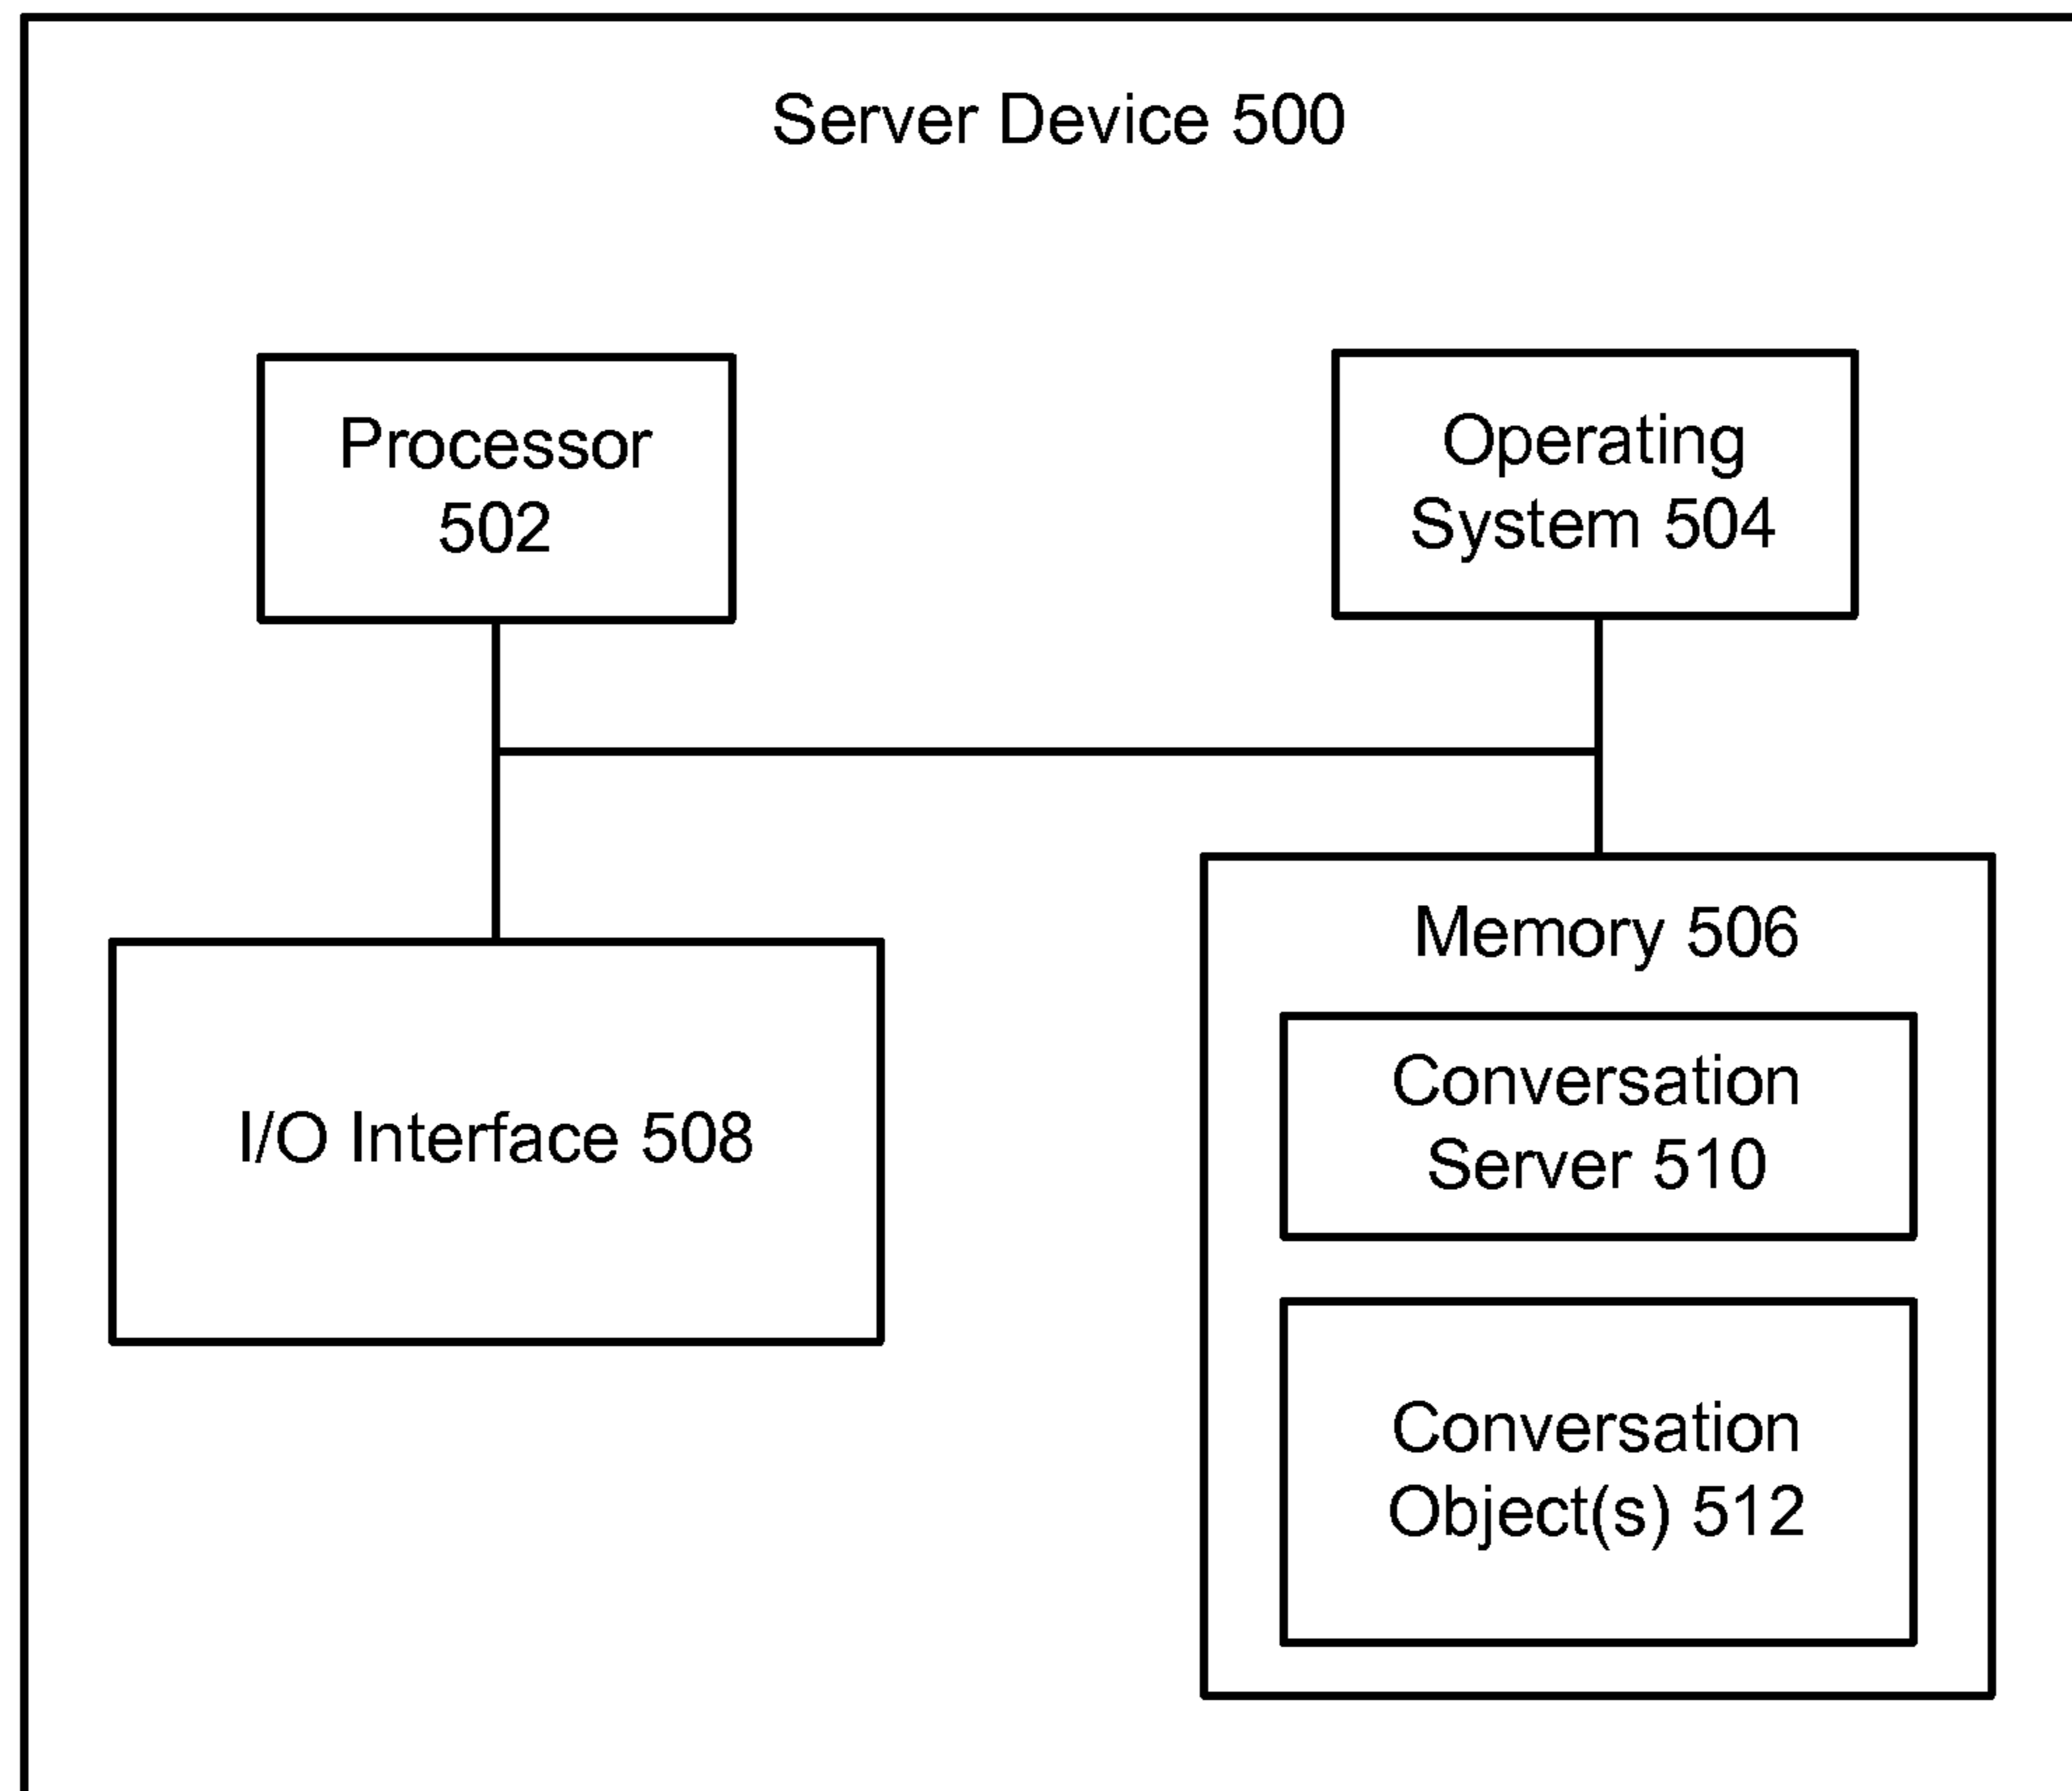 Server Device 500
Processor
502
Operating
System 504
I/O Interface 508
Memory 506
Conversation
Server 510
Conversation
Object(s) 512